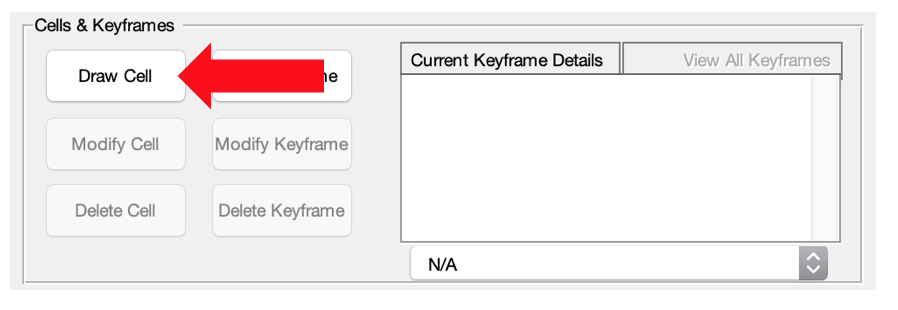 Cells & Keyframes
Draw Cell
Current Keyframe Details
View All Keyframes
Modify Cell
Modify Keyframe
Delete Cell
Delete Keyframe
N/A